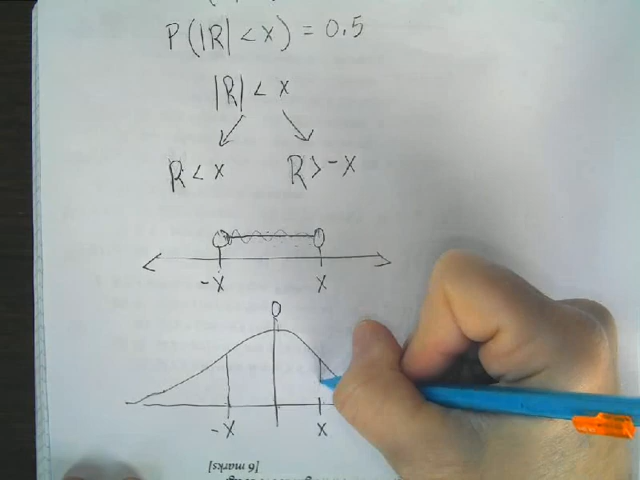 P(|R| < x) = 0.5
|R| < x
R < x R > -x
-x x
0
-x x
[6 marks]